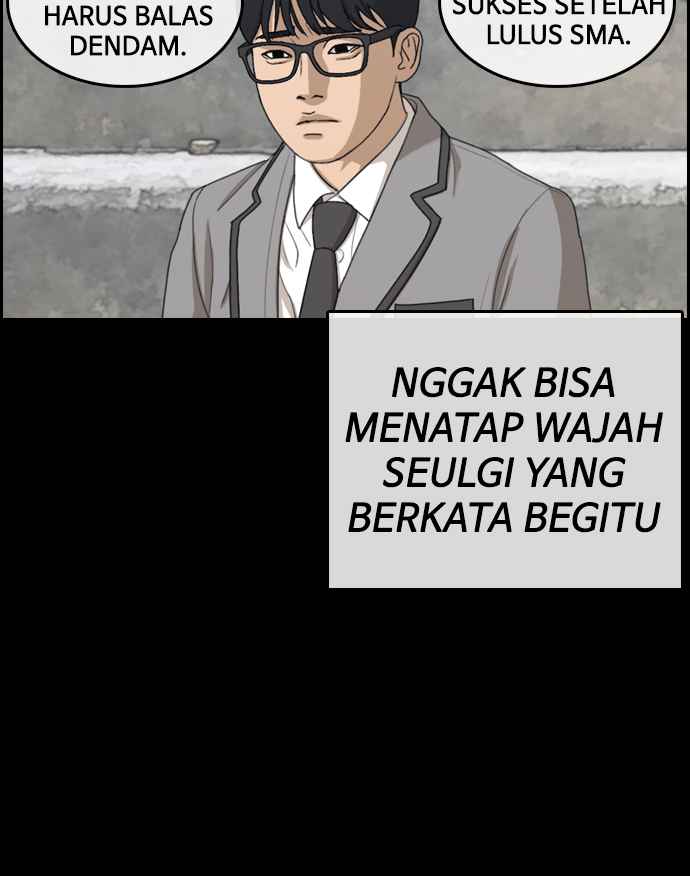 HARUS BALAS
DENDAM.
SUKSES SETELAH
LULUS SMA.
NGGAK BISA
MENATAP WAJAH
SEULGI YANG
BERKATA BEGITU